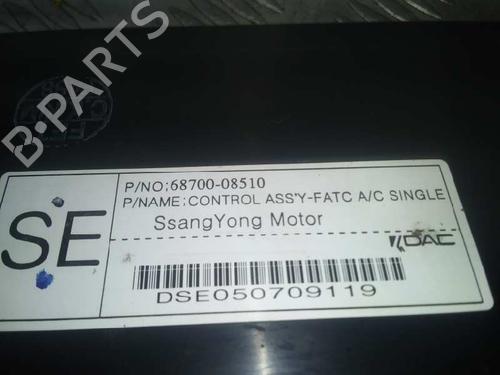 B-PARTS
SE
P/NO:68700-08510
P/NAME:CONTROL ASS'Y-FATC A/C SINGLE
SsangYong Motor
DAC
DSE050709119